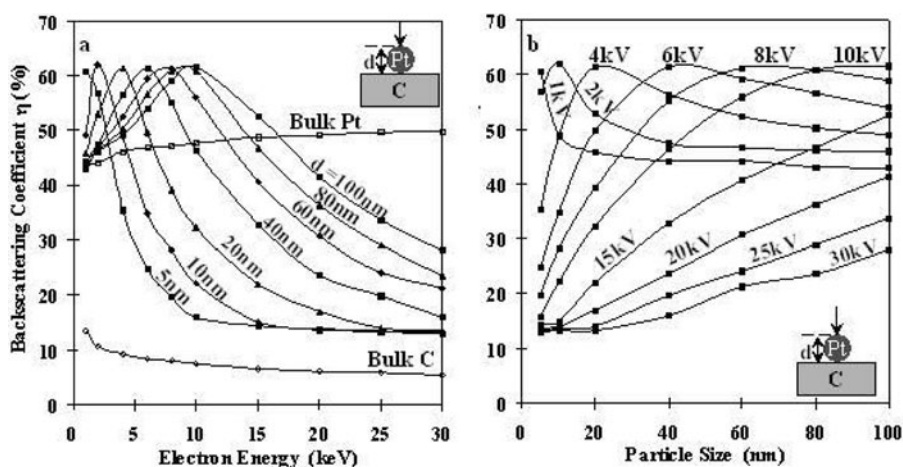 a
Backscattering Coefficient η (%)
70
60
50
40
30
20
10
0
0
5
10
15
20
25
30
Electron Energy (keV)
Bulk Pt
d =100nm
80nm
60nm
40nm
20nm
10nm
5nm
Bulk C
d
Pt
C
b
70
60
50
40
30
20
10
0
0
20
40
60
80
100
Particle Size (nm)
1kV
2kV
4kV
6kV
8kV
10kV
15kV
20kV
25kV
30kV
d
Pt
C